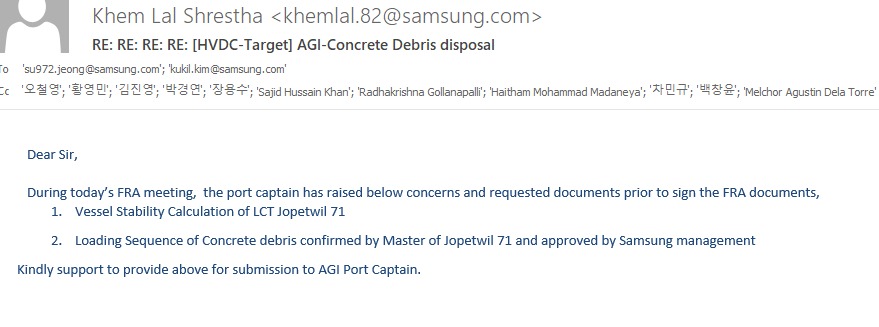 Khem Lal Shrestha <khemlal.82@samsung.com>
RE: RE: RE: RE: [HVDC-Target] AGI-Concrete Debris disposal
To 'su972.jeong@samsung.com'; 'kukil.kim@samsung.com'
Cc '오철영'; '황영민'; '김진영'; '박경연'; '장용수'; 'Sajid Hussain Khan'; 'Radhakrishna Gollanapalli'; 'Haitham Mohammad Madaneya'; '차민규'; '백창윤'; 'Melchor Agustin Dela Torre'
Dear Sir,
During today's FRA meeting, the port captain has raised below concerns and requested documents prior to sign the FRA documents,
1. Vessel Stability Calculation of LCT Jopetwil 71
2. Loading Sequence of Concrete debris confirmed by Master of Jopetwil 71 and approved by Samsung management
Kindly support to provide above for submission to AGI Port Captain.